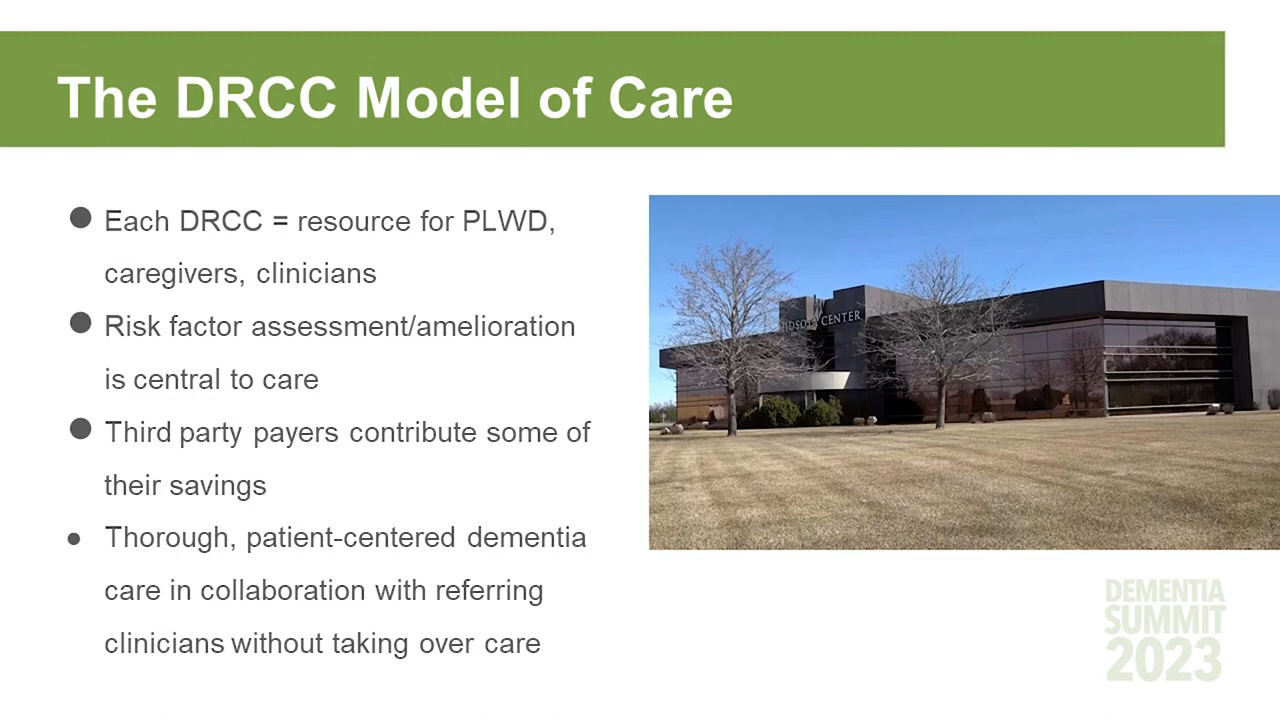 The DRCC Model of Care
● Each DRCC = resource for PLWD,
caregivers, clinicians
● Risk factor assessment/amelioration
is central to care
● Third party payers contribute some of
their savings
● Thorough, patient-centered dementia
care in collaboration with referring
clinicians without taking over care
CENTER
DEMENTIA
SUMMIT
2023